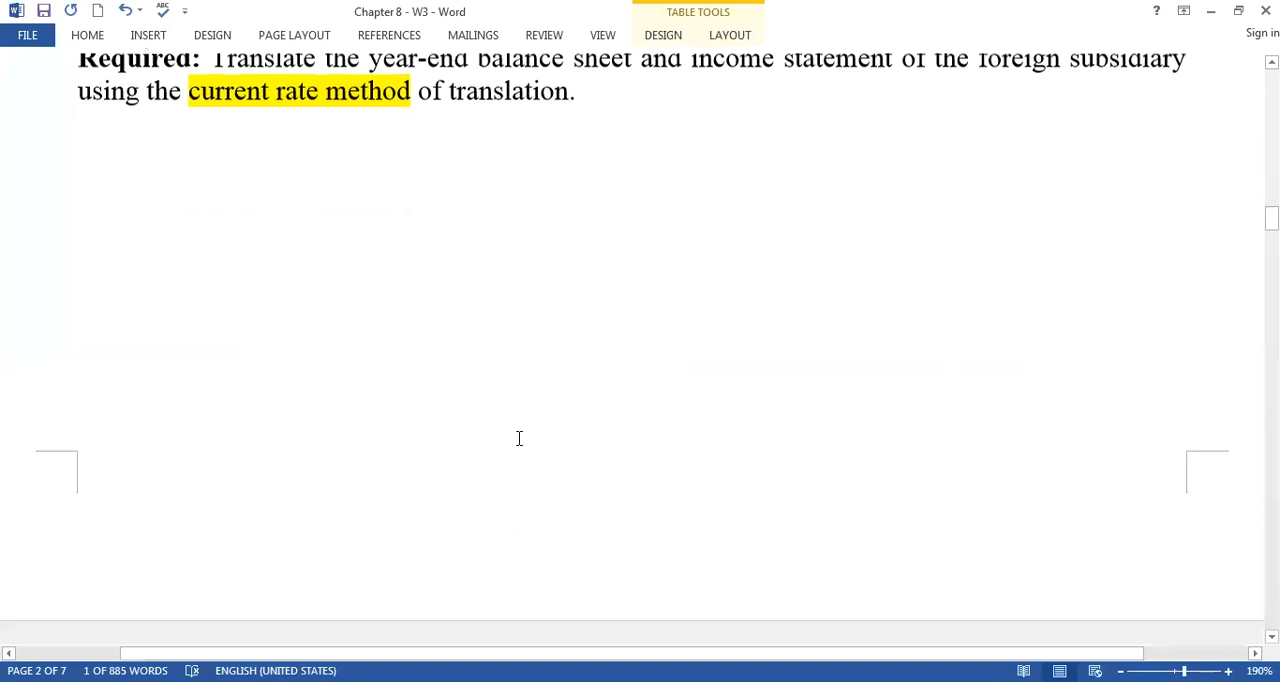 Chapter 8 - W3 - Word
TABLE TOOLS
?
FILE HOME INSERT DESIGN PAGE LAYOUT REFERENCES MAILINGS REVIEW VIEW DESIGN LAYOUT Sign in
Required: Translate the year-end balance sheet and income statement of the foreign subsidiary
using the current rate method of translation.
PAGE 2 OF 7 1 OF 885 WORDS ENGLISH (UNITED STATES) 190%